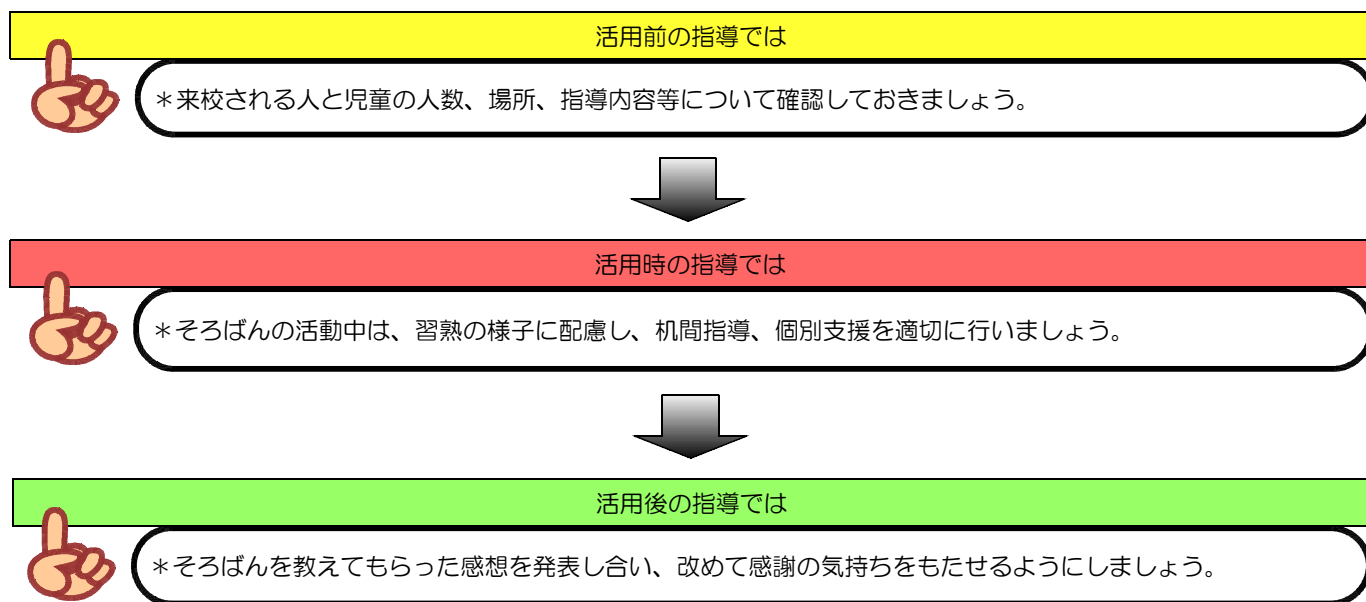 活用前の指導では
＊来校される人と児童の人数、場所、指導内容等について確認しておきましょう。
活用時の指導では
＊そろばんの活動中は、習熟の様子に配慮し、机間指導、個別支援を適切に行いましょう。
活用後の指導では
＊そろばんを教えてもらった感想を発表し合い、改めて感謝の気持ちをもたせるようにしましょう。